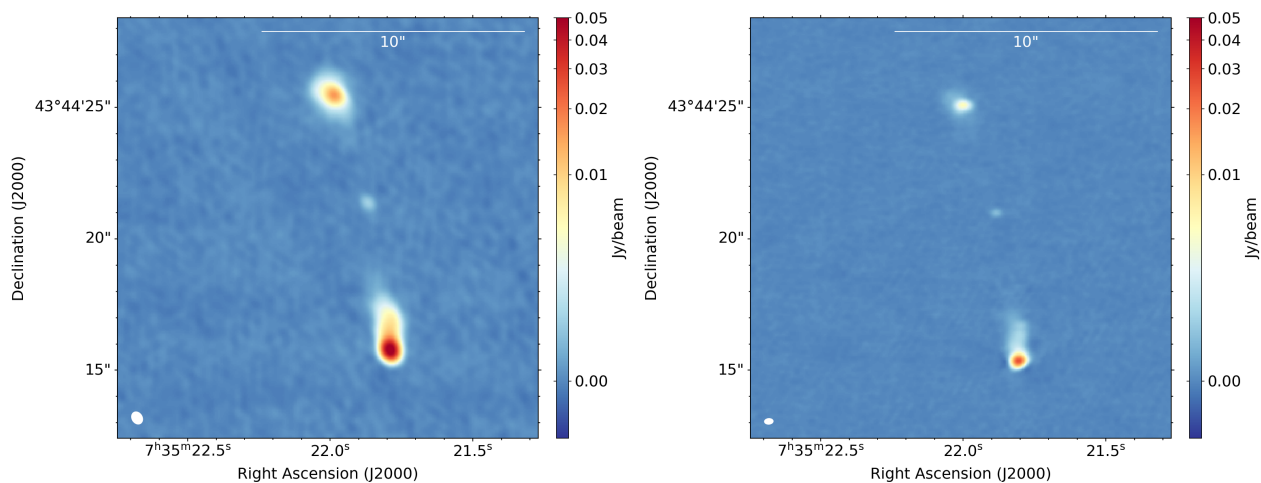 10"
43°44'25"
20"
15"
7ʰ35ᵐ22.5ˢ
22.0ˢ
21.5ˢ
Right Ascension (J2000)
Declination (J2000)
0.05
0.04
0.03
0.02
0.01
0.00
Jy/beam
10"
43°44'25"
20"
15"
7ʰ35ᵐ22.5ˢ
22.0ˢ
21.5ˢ
Right Ascension (J2000)
Declination (J2000)
0.05
0.04
0.03
0.02
0.01
0.00
Jy/beam